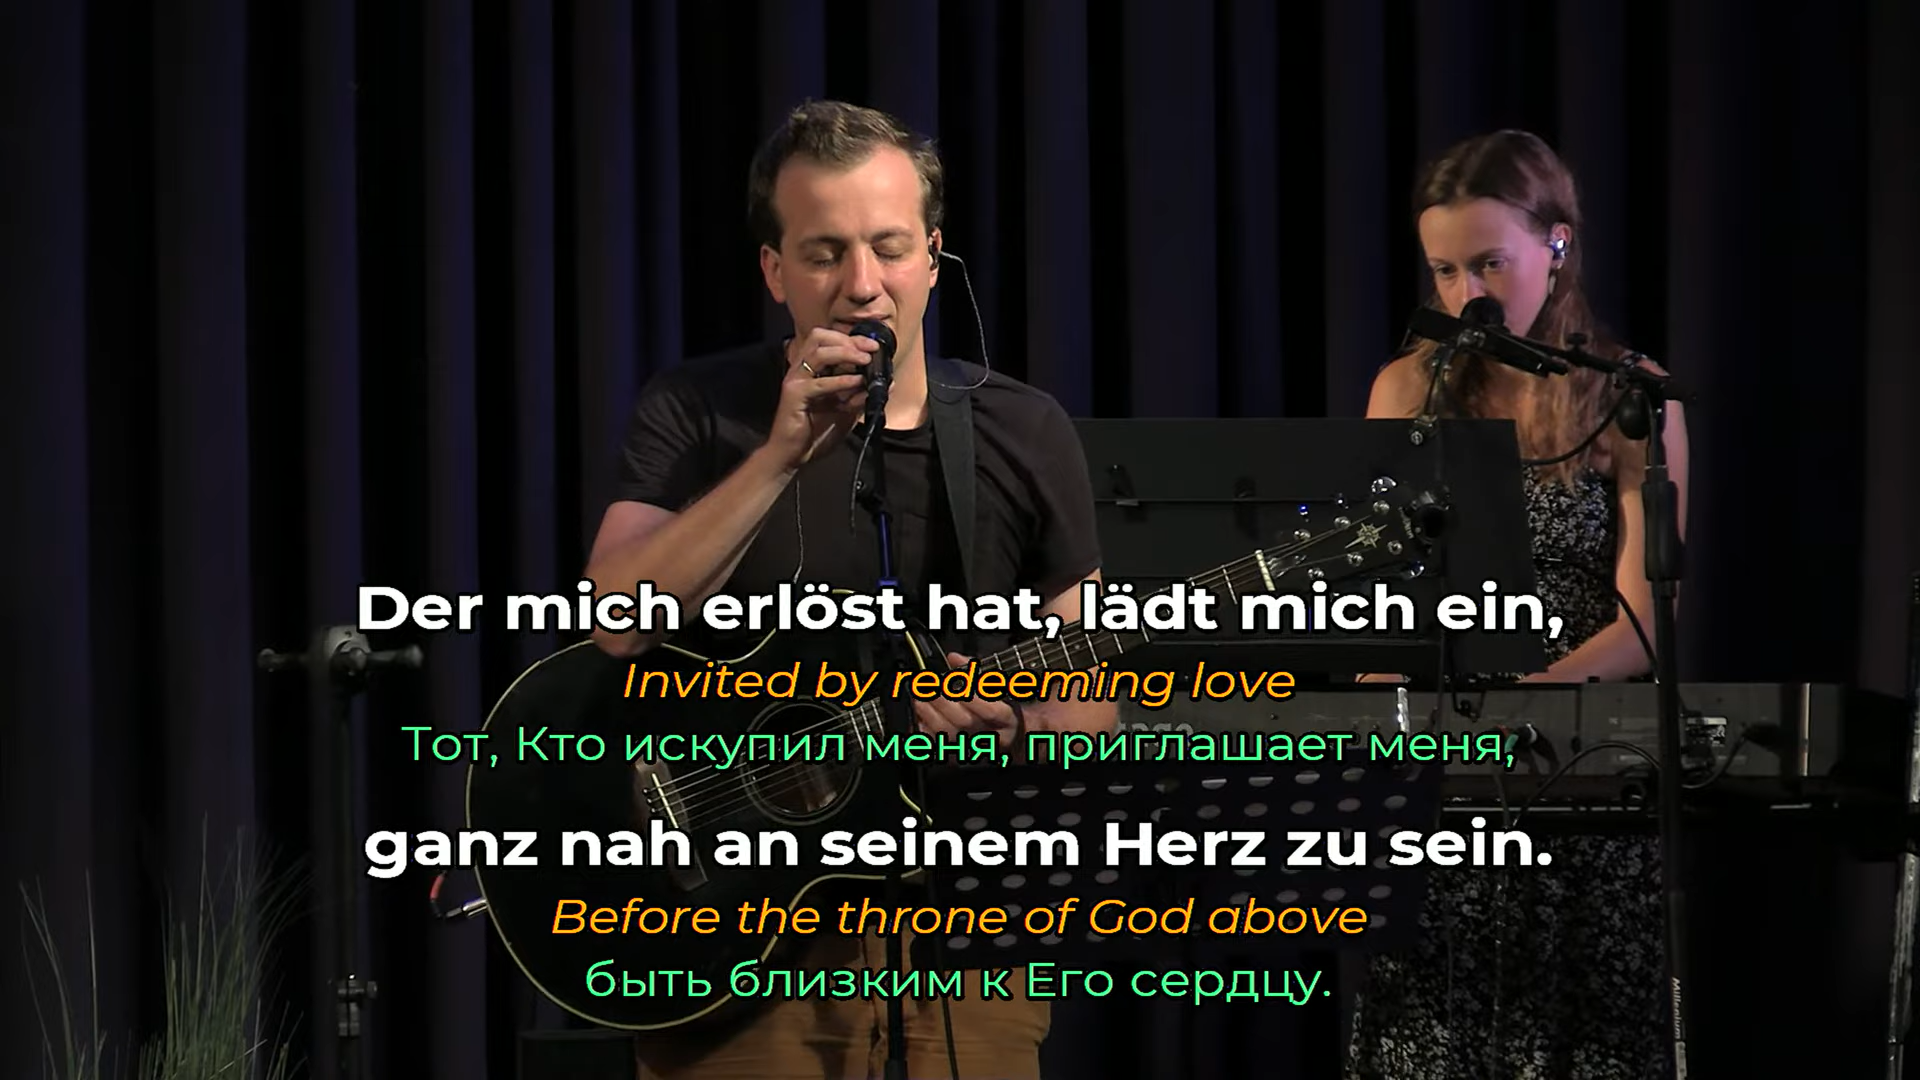 Der mich erlöst hat, lädt mich ein,
Invited by redeeming love
Тот, Кто искупил меня, приглашает меня,
ganz nah an seinem Herz zu sein.
Before the throne of God above
быть близким к Его сердцу.
Millenium